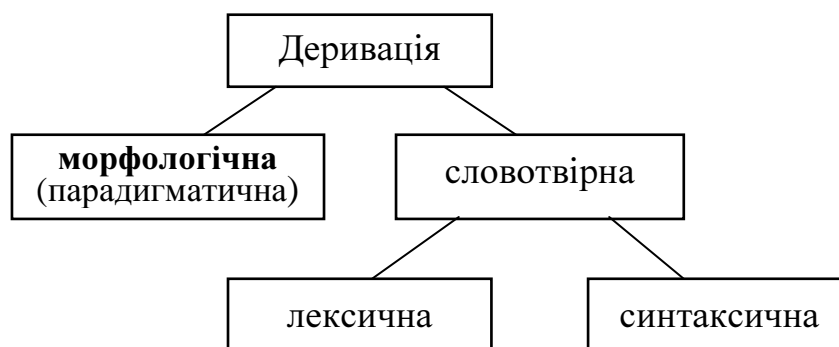 Деривація
морфологічна
(парадигматична)
словотвірна
лексична
синтаксична